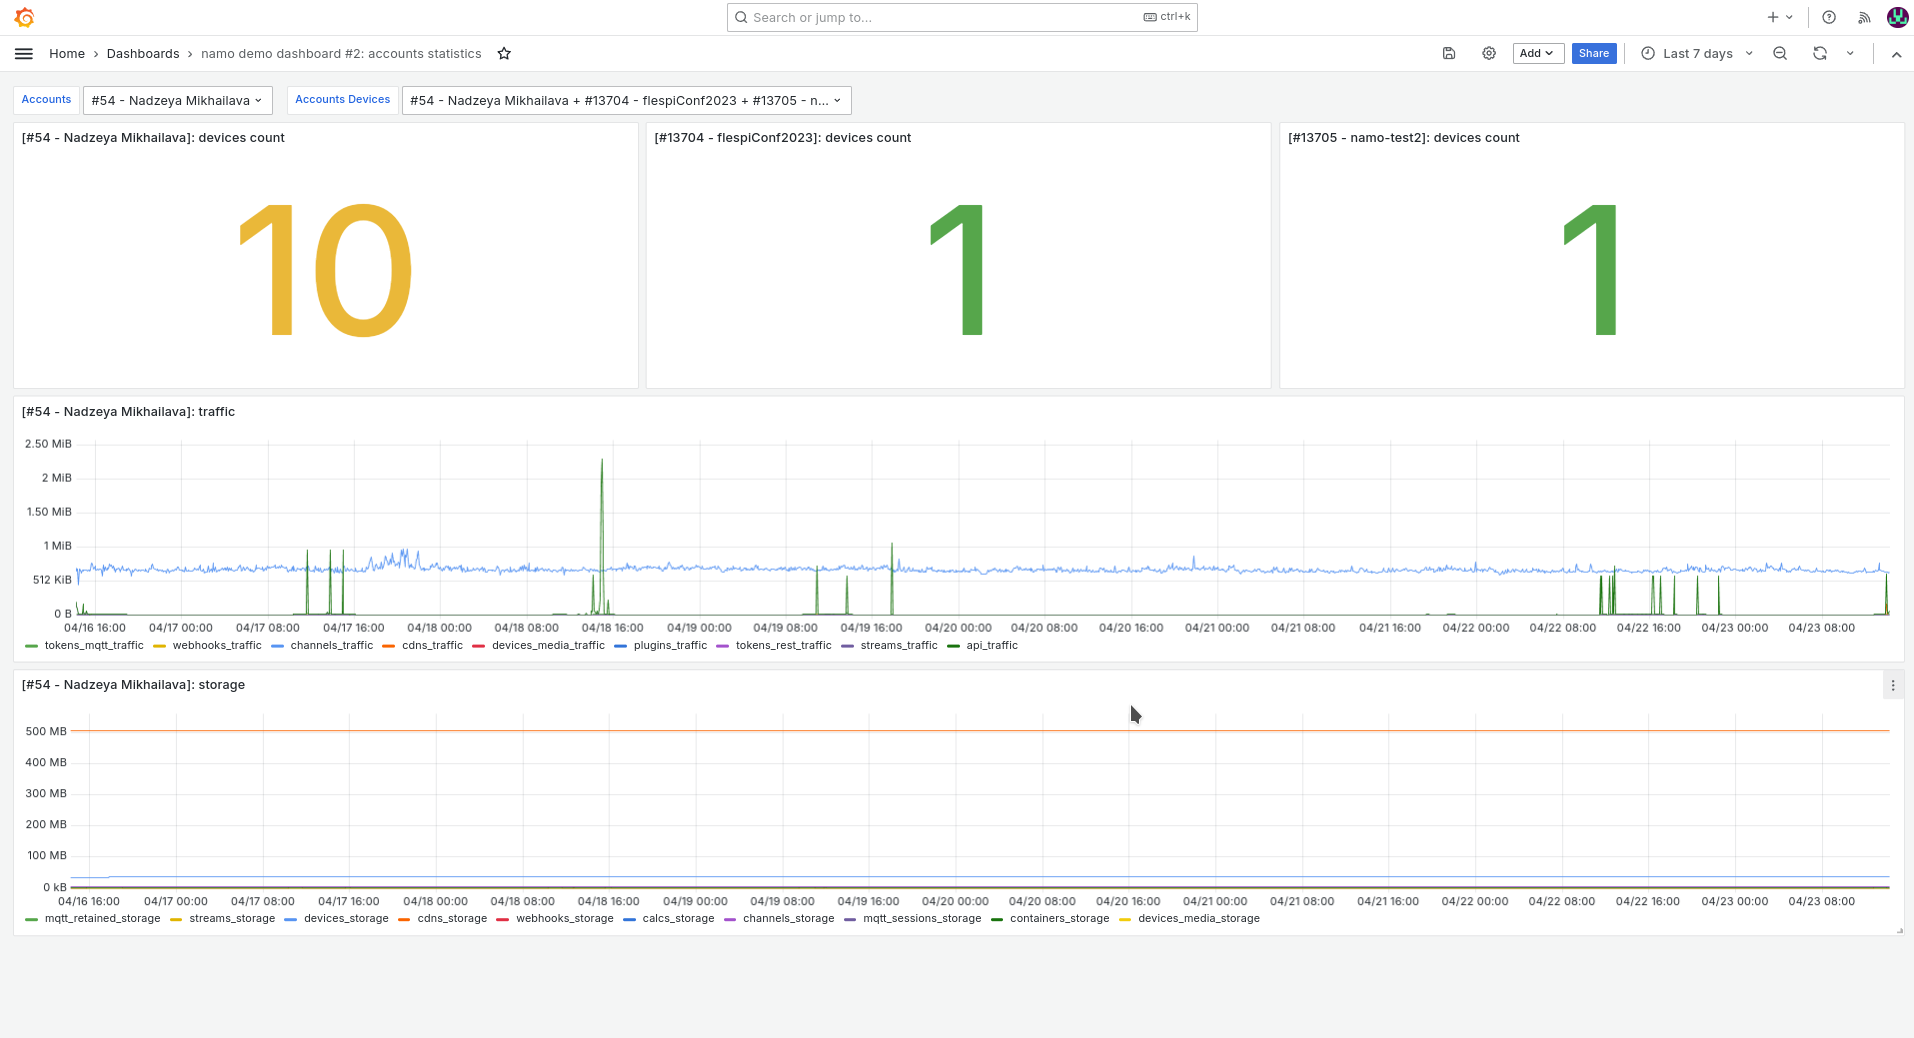 Search or jump to... ctrl+k
Home › Dashboards › namo demo dashboard #2: accounts statistics Add Share Last 7 days
Accounts #54 - Nadzeya Mikhailava Accounts Devices #54 - Nadzeya Mikhailava + #13704 - flespiConf2023 + #13705 - n...
[#54 - Nadzeya Mikhailava]: devices count
10
[#13704 - flespiConf2023]: devices count
1
[#13705 - namo-test2]: devices count
1
[#54 - Nadzeya Mikhailava]: traffic
2.50 MiB
2 MiB
1.50 MiB
1 MiB
512 KiB
0 B
04/16 16:00 04/17 00:00 04/17 08:00 04/17 16:00 04/18 00:00 04/18 08:00 04/18 16:00 04/19 00:00 04/19 08:00 04/19 16:00 04/20 00:00 04/20 08:00 04/20 16:00 04/21 00:00 04/21 08:00 04/21 16:00 04/22 00:00 04/22 08:00 04/22 16:00 04/23 00:00 04/23 08:00
tokens_mqtt_traffic webhooks_traffic channels_traffic cdns_traffic devices_media_traffic plugins_traffic tokens_rest_traffic streams_traffic api_traffic
[#54 - Nadzeya Mikhailava]: storage
500 MB
400 MB
300 MB
200 MB
100 MB
0 kB
04/16 16:00 04/17 00:00 04/17 08:00 04/17 16:00 04/18 00:00 04/18 08:00 04/18 16:00 04/19 00:00 04/19 08:00 04/19 16:00 04/20 00:00 04/20 08:00 04/20 16:00 04/21 00:00 04/21 08:00 04/21 16:00 04/22 00:00 04/22 08:00 04/22 16:00 04/23 00:00 04/23 08:00
mqtt_retained_storage streams_storage devices_storage cdns_storage webhooks_storage calcs_storage channels_storage mqtt_sessions_storage containers_storage devices_media_storage